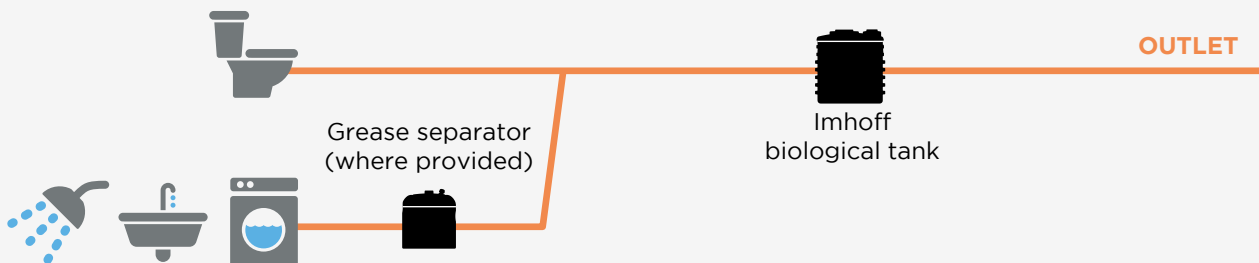 OUTLET
Grease separator
(where provided)
Imhoff
biological tank